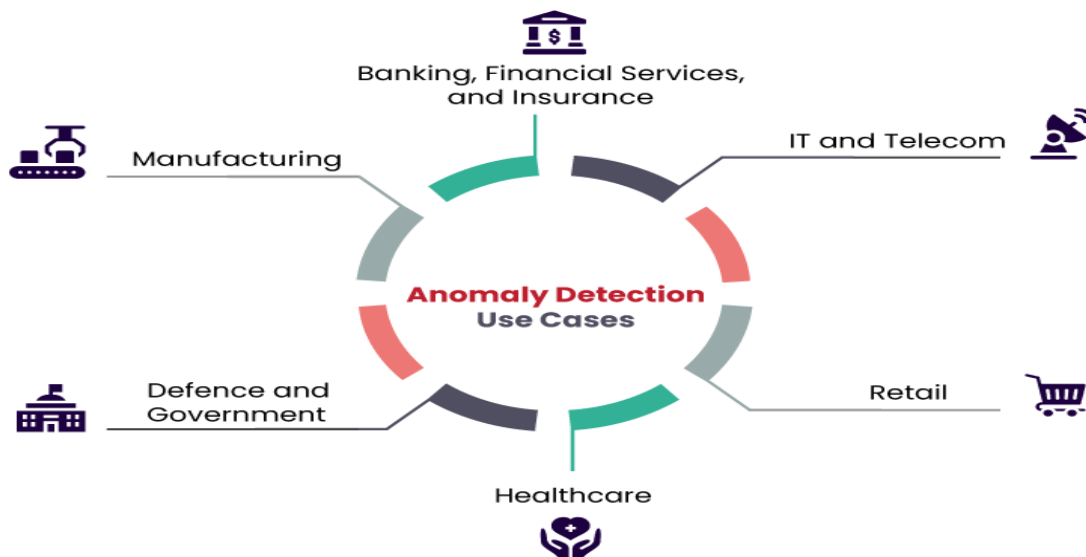 $
Banking, Financial Services,
and Insurance
IT and Telecom
Manufacturing
Anomaly Detection
Use Cases
Defence and
Government
Retail
Healthcare